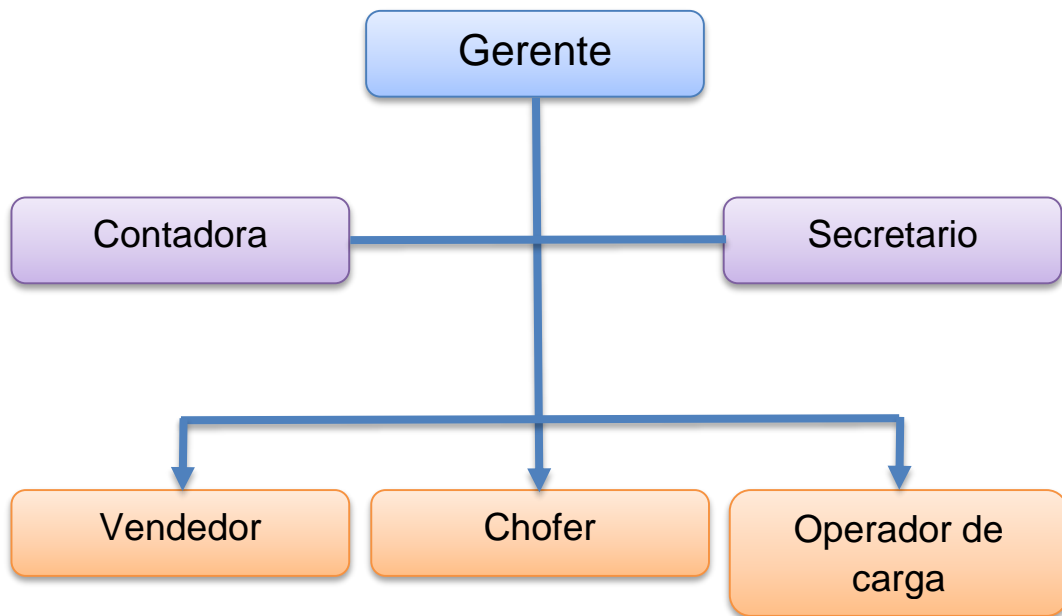 Gerente
Contadora
Secretario
Vendedor
Chofer
Operador de
carga